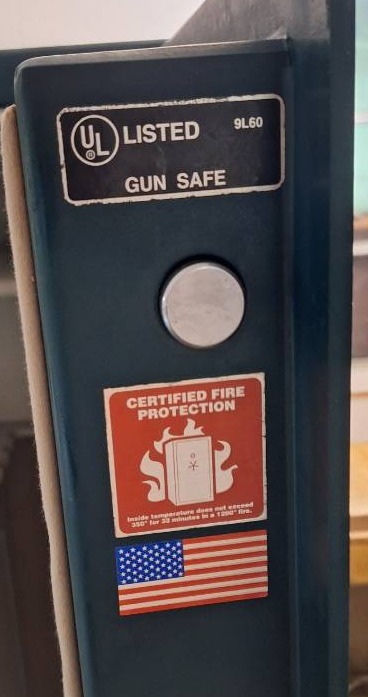 UL LISTED 9L60
GUN SAFE
CERTIFIED FIRE
PROTECTION
Inside temperature does not exceed
350° for 32 minutes in a 1200° fire.